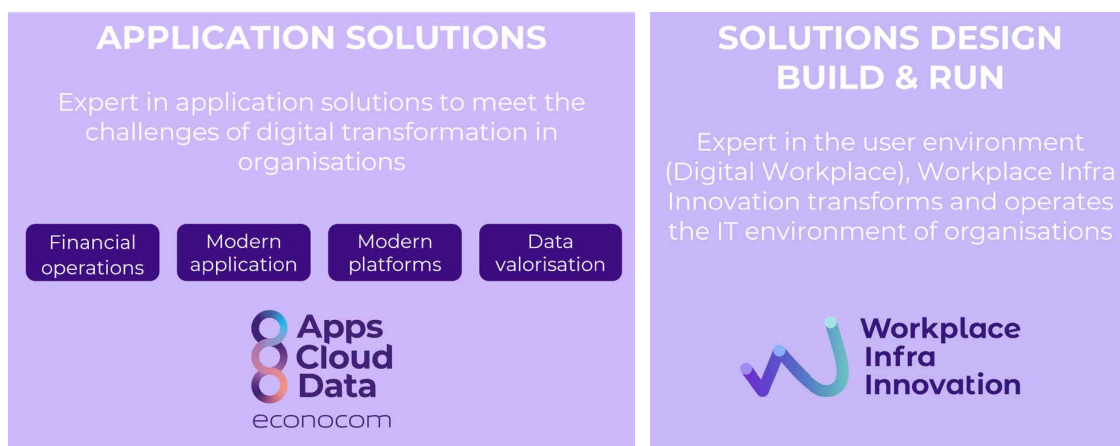 APPLICATION SOLUTIONS
Expert in application solutions to meet the
challenges of digital transformation in
organisations
Financial
operations
Modern
application
Modern
platforms
Data
valorisation
Apps
Cloud
Data
econocom
SOLUTIONS DESIGN
BUILD & RUN
Expert in the user environment
(Digital Workplace), Workplace Infra
Innovation transforms and operates
the IT environment of organisations
Workplace
Infra
Innovation